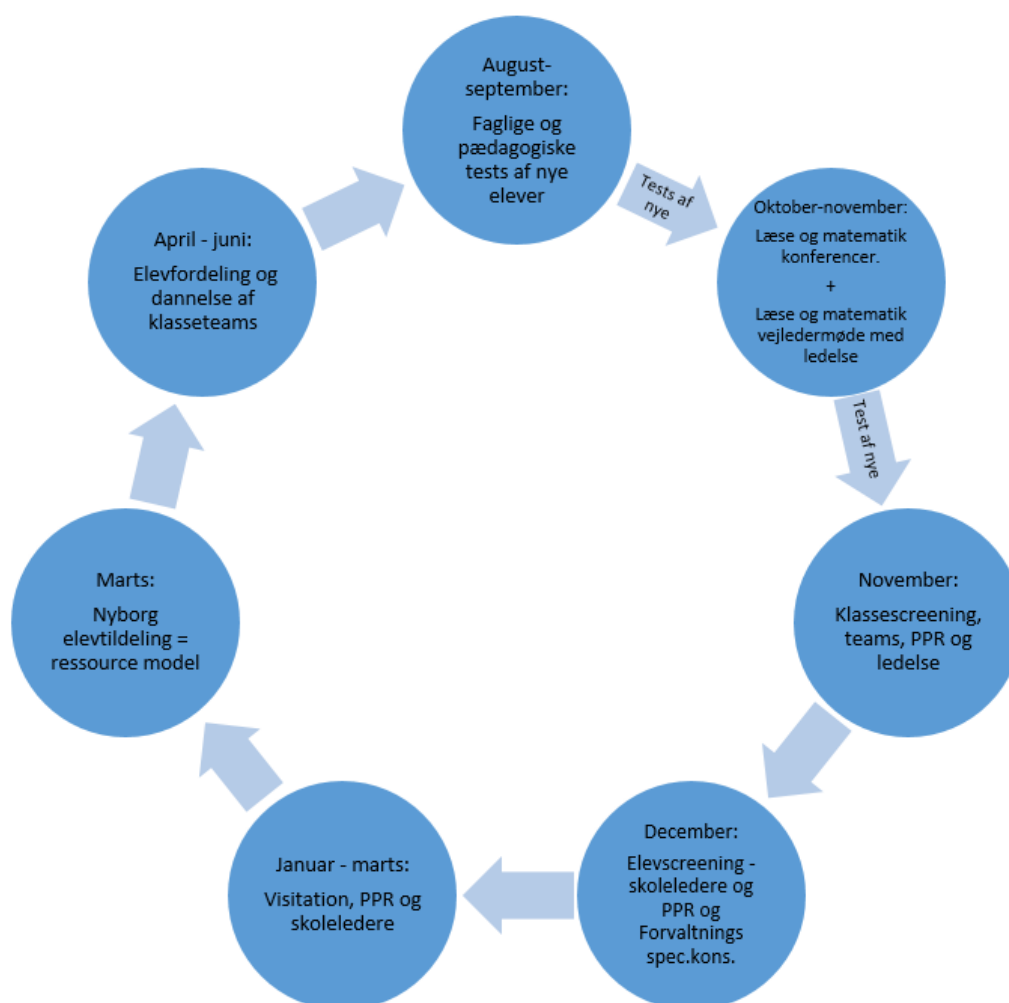 August-
september:
Faglige og
pædagogiske
tests af nye
elever
Tests af
nye
Oktober-november:
Læse og matematik
konferencer.
+
Læse og matematik
vejledermøde med
ledelse
Test af nye
November:
Klassescreening,
teams, PPR og
ledelse
December:
Elevscreening -
skoleledere og
PPR og
Forvaltnings
spec.kons.
Januar - marts:
Visitation, PPR og
skoleledere
Marts:
Nyborg
elevtildeling =
ressource model
April - juni:
Elevfordeling og
dannelse af
klasseteams